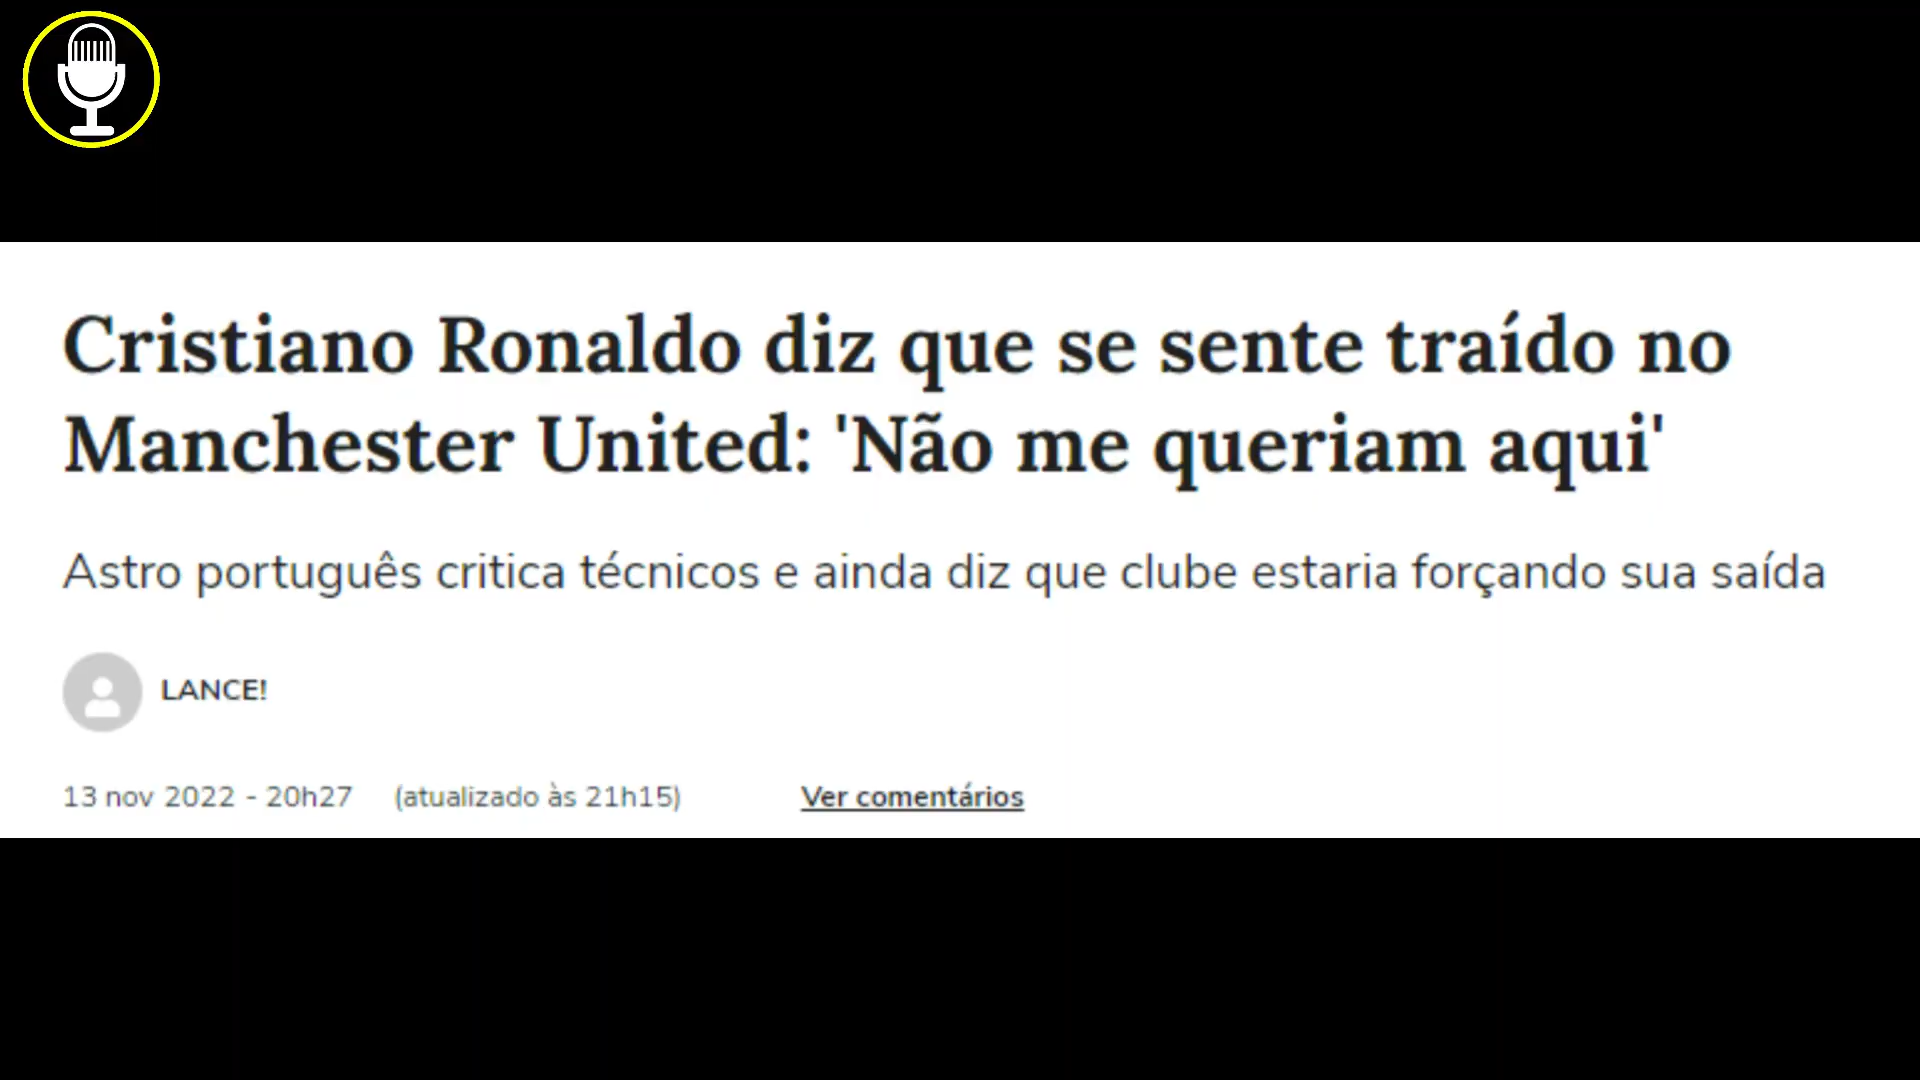 Cristiano Ronaldo diz que se sente traído no
Manchester United: 'Não me queriam aqui'
Astro português critica técnicos e ainda diz que clube estaria forçando sua saída
LANCE!
13 nov 2022 - 20h27 (atualizado às 21h15) Ver comentários